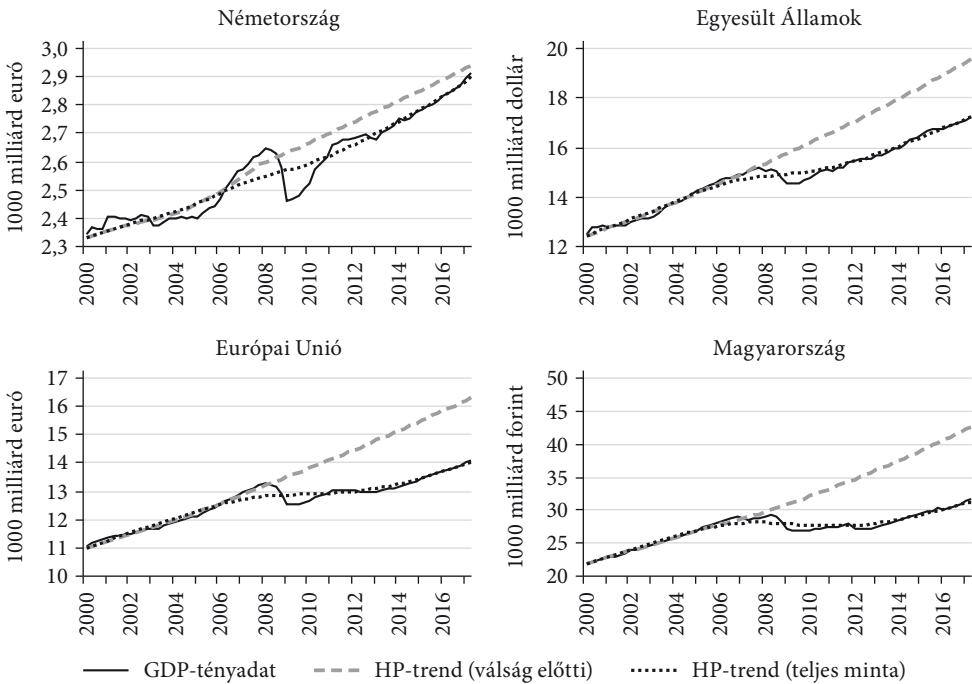 Németország
1000 milliárd euró
3,0
2,9
2,8
2,7
2,6
2,5
2,4
2,3
2000 2002 2004 2006 2008 2010 2012 2014 2016
Egyesült Államok
1000 milliárd dollár
20
18
16
14
12
2000 2002 2004 2006 2008 2010 2012 2014 2016
Európai Unió
1000 milliárd euró
17
16
15
14
13
12
11
10
2000 2002 2004 2006 2008 2010 2012 2014 2016
Magyarország
1000 milliárd forint
50
45
40
35
30
25
20
2000 2002 2004 2006 2008 2010 2012 2014 2016
GDP-tényadat HP-trend (válság előtti) HP-trend (teljes minta)